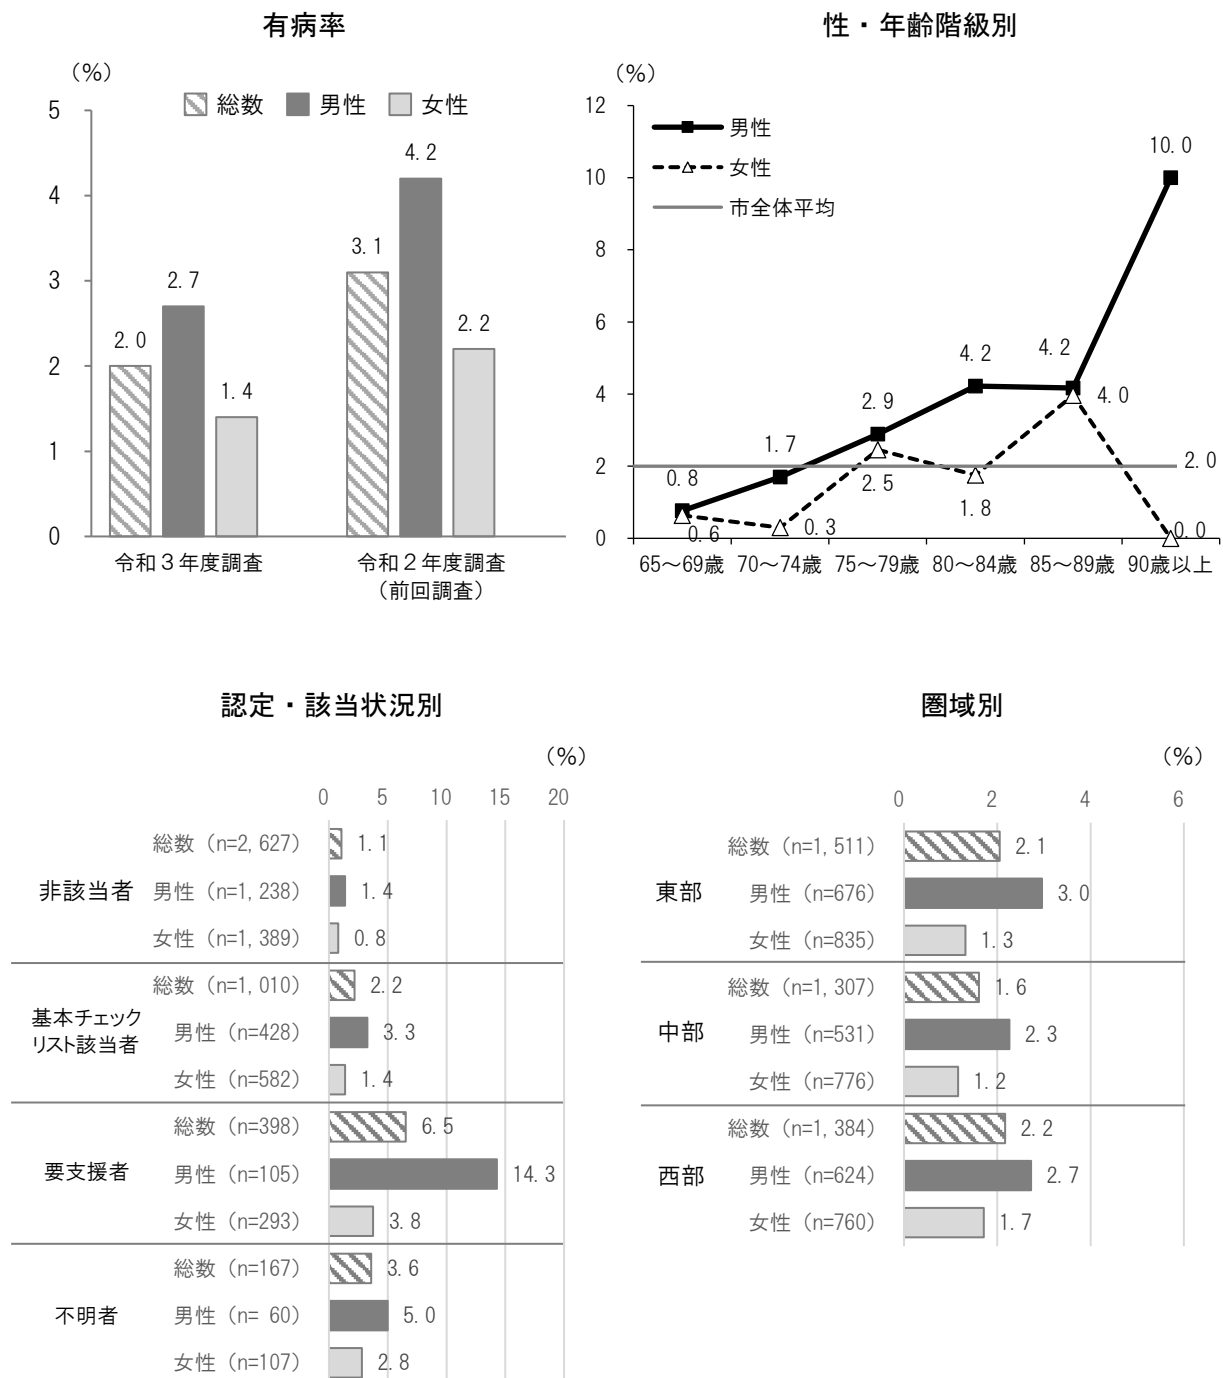 有病率
(%)
総数 男性 女性
5
4
3
2
1
0
2.0
2.7
1.4
3.1
4.2
2.2
令和３年度調査
令和２年度調査
（前回調査）
性・年齢階級別
(%)
男性
女性
市全体平均
12
10
8
6
4
2
0
0.8
1.7
2.9
4.2
4.2
10.0
0.6
0.3
2.5
1.8
4.0
0.0
2.0
65～69歳 70～74歳 75～79歳 80～84歳 85～89歳 90歳以上
認定・該当状況別
(%)
0 5 10 15 20
非該当者
総数（n=2,627） 1.1
男性（n=1,238） 1.4
女性（n=1,389） 0.8
基本チェック
リスト該当者
総数（n=1,010） 2.2
男性（n=428） 3.3
女性（n=582） 1.4
要支援者
総数（n=398） 6.5
男性（n=105） 14.3
女性（n=293） 3.8
不明者
総数（n=167） 3.6
男性（n= 60） 5.0
女性（n=107） 2.8
圏域別
(%)
0 2 4 6
東部
総数（n=1,511） 2.1
男性（n=676） 3.0
女性（n=835） 1.3
中部
総数（n=1,307） 1.6
男性（n=531） 2.3
女性（n=776） 1.2
西部
総数（n=1,384） 2.2
男性（n=624） 2.7
女性（n=760） 1.7